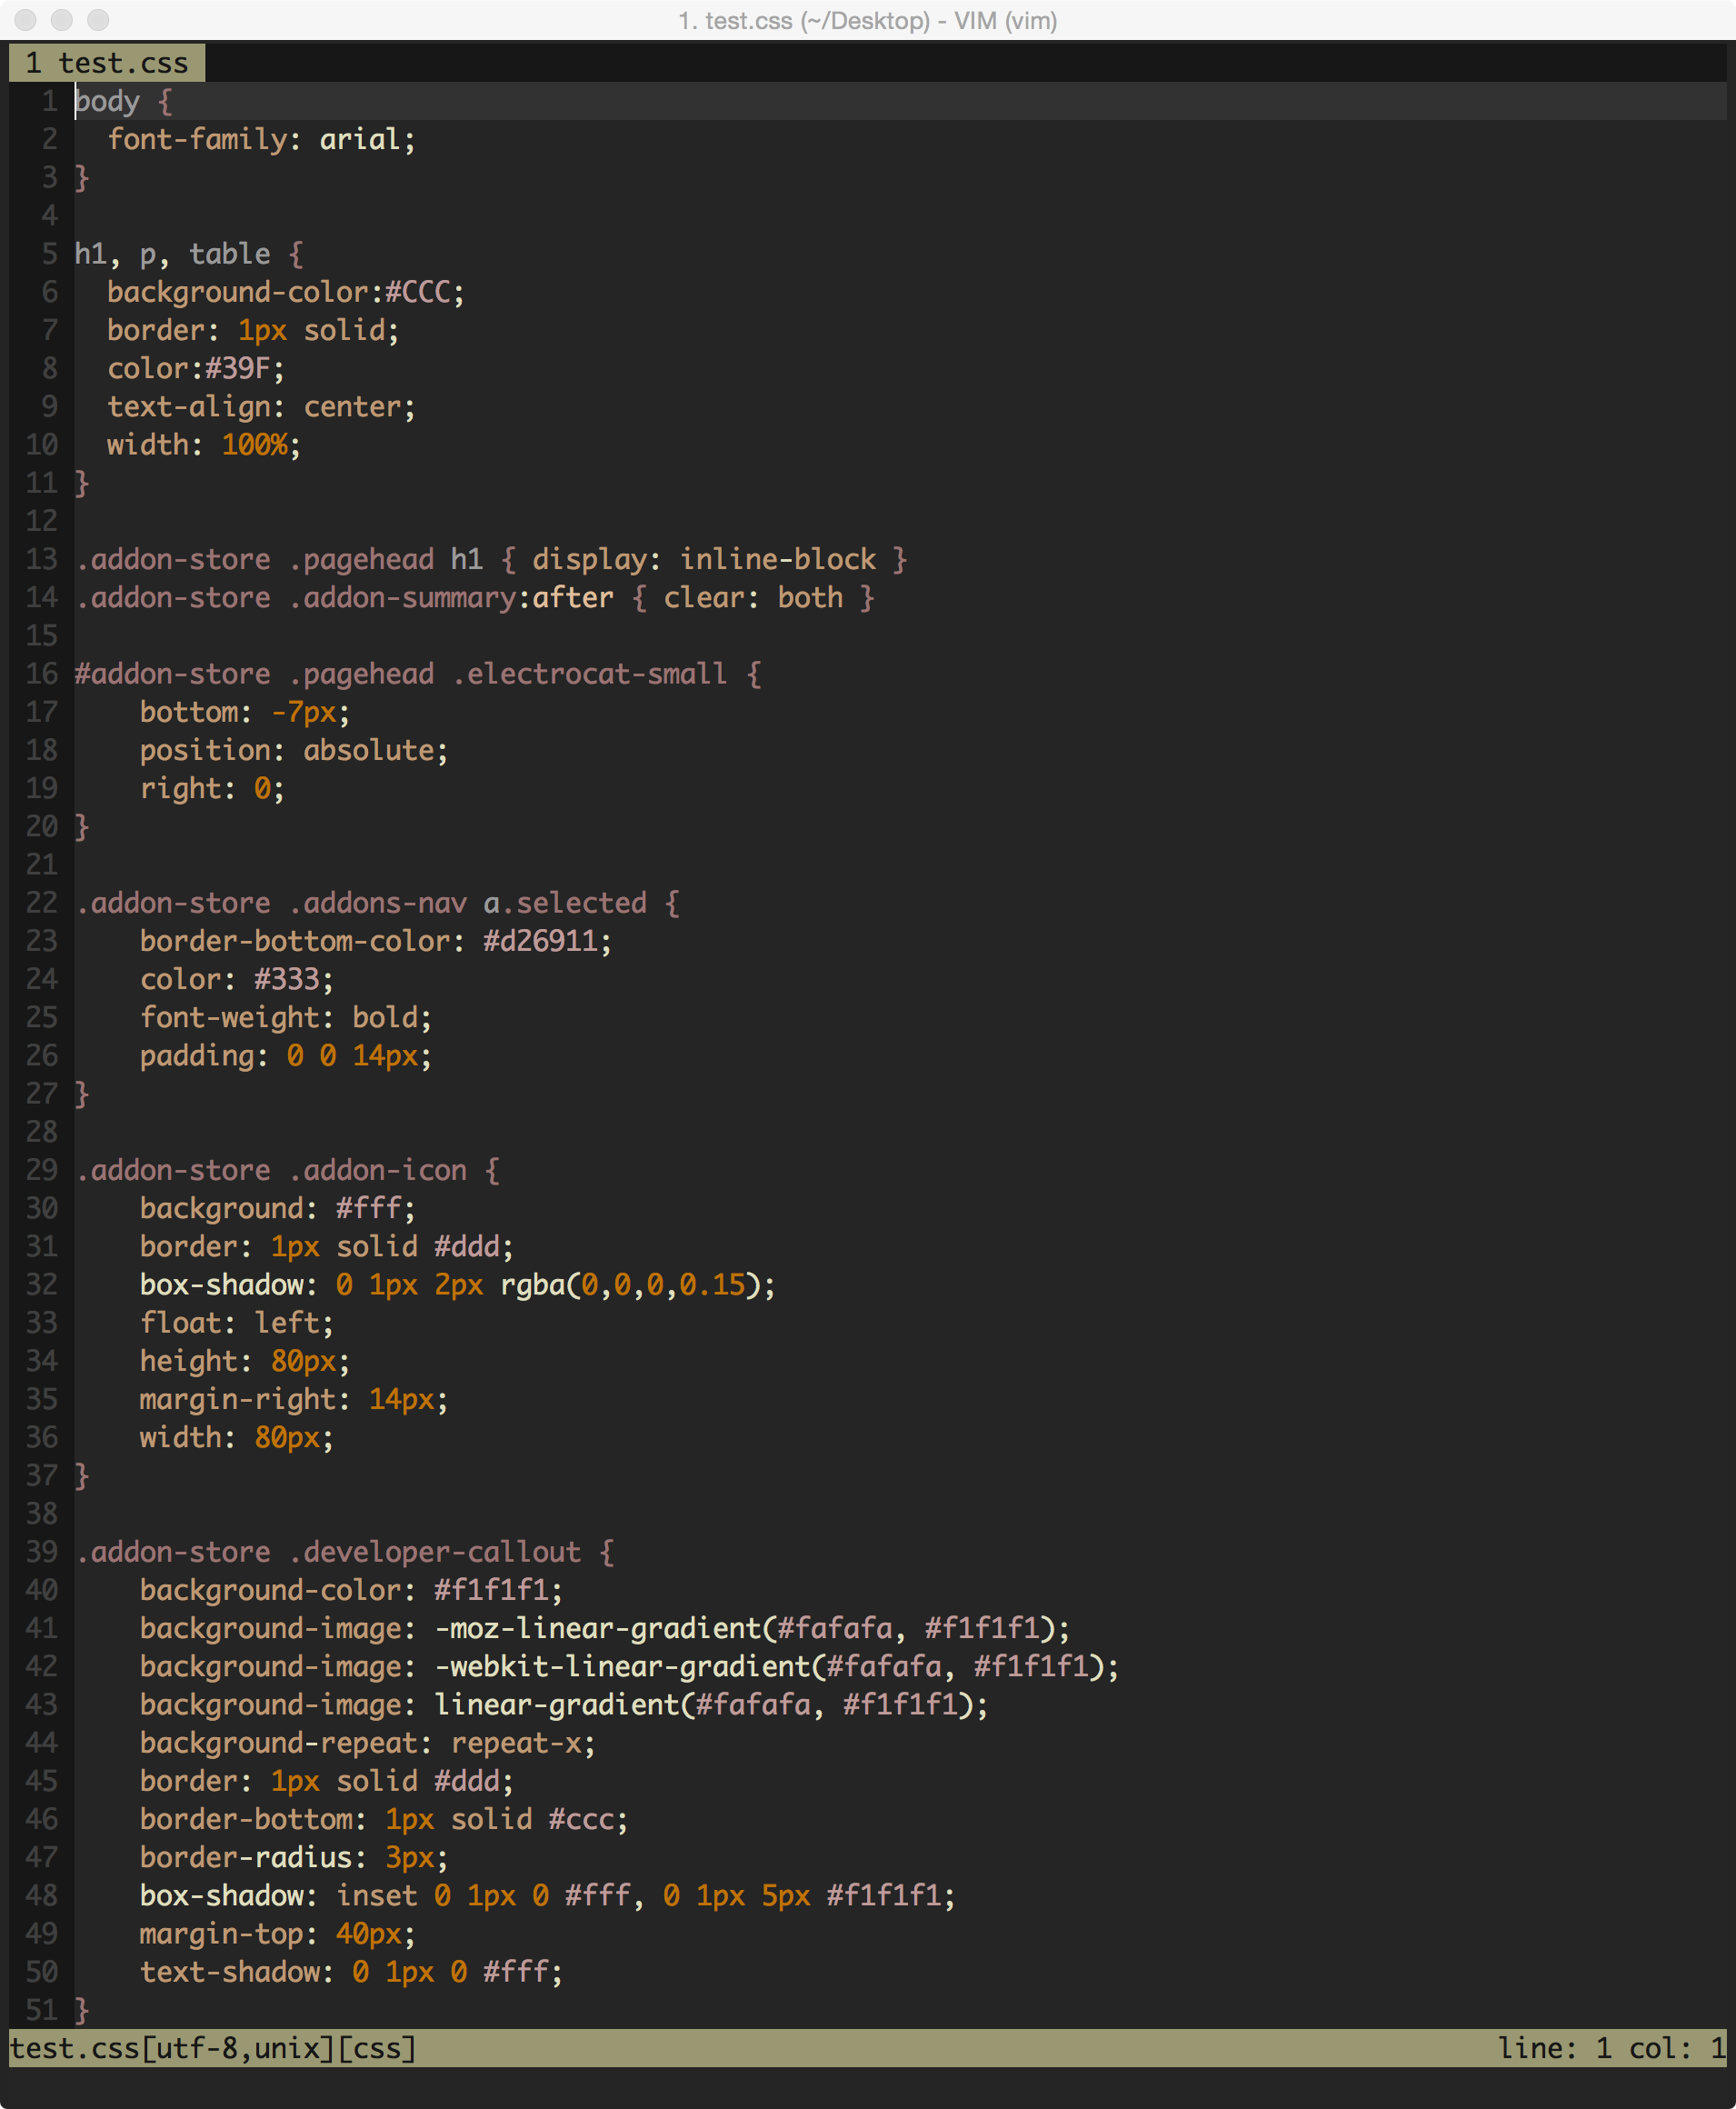 1. test.css (~/Desktop) - VIM (vim)
1 test.css
1 body {
2   font-family: arial;
3 }
4
5 h1, p, table {
6   background-color:#CCC;
7   border: 1px solid;
8   color:#39F;
9   text-align: center;
10   width: 100%;
11 }
12
13 .addon-store .pagehead h1 { display: inline-block }
14 .addon-store .addon-summary:after { clear: both }
15
16 #addon-store .pagehead .electrocat-small {
17     bottom: -7px;
18     position: absolute;
19     right: 0;
20 }
21
22 .addon-store .addons-nav a.selected {
23     border-bottom-color: #d26911;
24     color: #333;
25     font-weight: bold;
26     padding: 0 0 14px;
27 }
28
29 .addon-store .addon-icon {
30     background: #fff;
31     border: 1px solid #ddd;
32     box-shadow: 0 1px 2px rgba(0,0,0,0.15);
33     float: left;
34     height: 80px;
35     margin-right: 14px;
36     width: 80px;
37 }
38
39 .addon-store .developer-callout {
40     background-color: #f1f1f1;
41     background-image: -moz-linear-gradient(#fafafa, #f1f1f1);
42     background-image: -webkit-linear-gradient(#fafafa, #f1f1f1);
43     background-image: linear-gradient(#fafafa, #f1f1f1);
44     background-repeat: repeat-x;
45     border: 1px solid #ddd;
46     border-bottom: 1px solid #ccc;
47     border-radius: 3px;
48     box-shadow: inset 0 1px 0 #fff, 0 1px 5px #f1f1f1;
49     margin-top: 40px;
50     text-shadow: 0 1px 0 #fff;
51 }
test.css[utf-8,unix][css] line: 1 col: 1